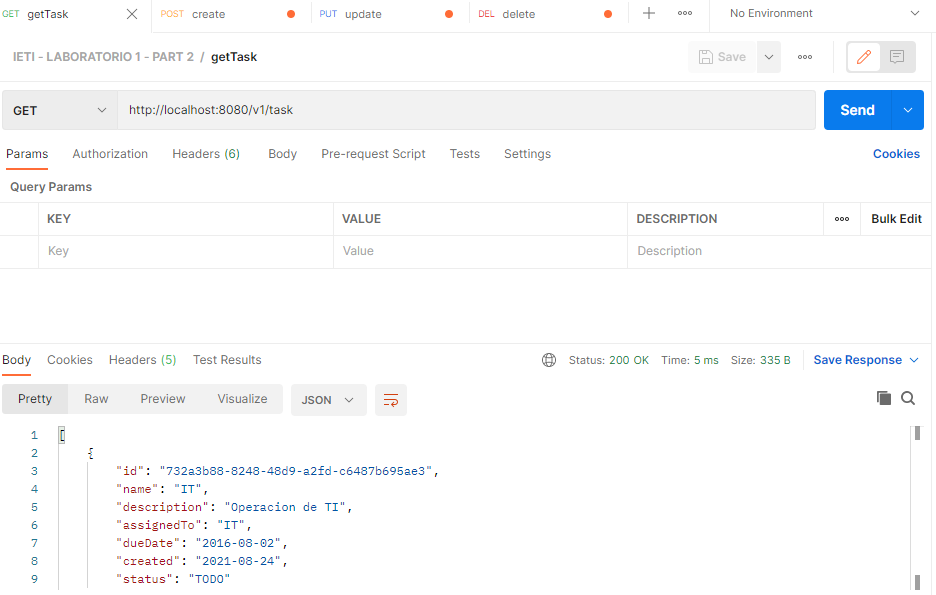 GET getTask POST create PUT update DEL delete No Environment
IETI - LABORATORIO 1 - PART 2 / getTask Save
GET http://localhost:8080/v1/task Send
Params Authorization Headers (6) Body Pre-request Script Tests Settings Cookies
Query Params
KEY VALUE DESCRIPTION Bulk Edit
Key Value Description
Body Cookies Headers (5) Test Results Status: 200 OK Time: 5 ms Size: 335 B Save Response
Pretty Raw Preview Visualize JSON
1 [
2 {
3 "id": "732a3b88-8248-48d9-a2fd-c6487b695ae3",
4 "name": "IT",
5 "description": "Operacion de TI",
6 "assignedTo": "IT",
7 "dueDate": "2016-08-02",
8 "created": "2021-08-24",
9 "status": "TODO"